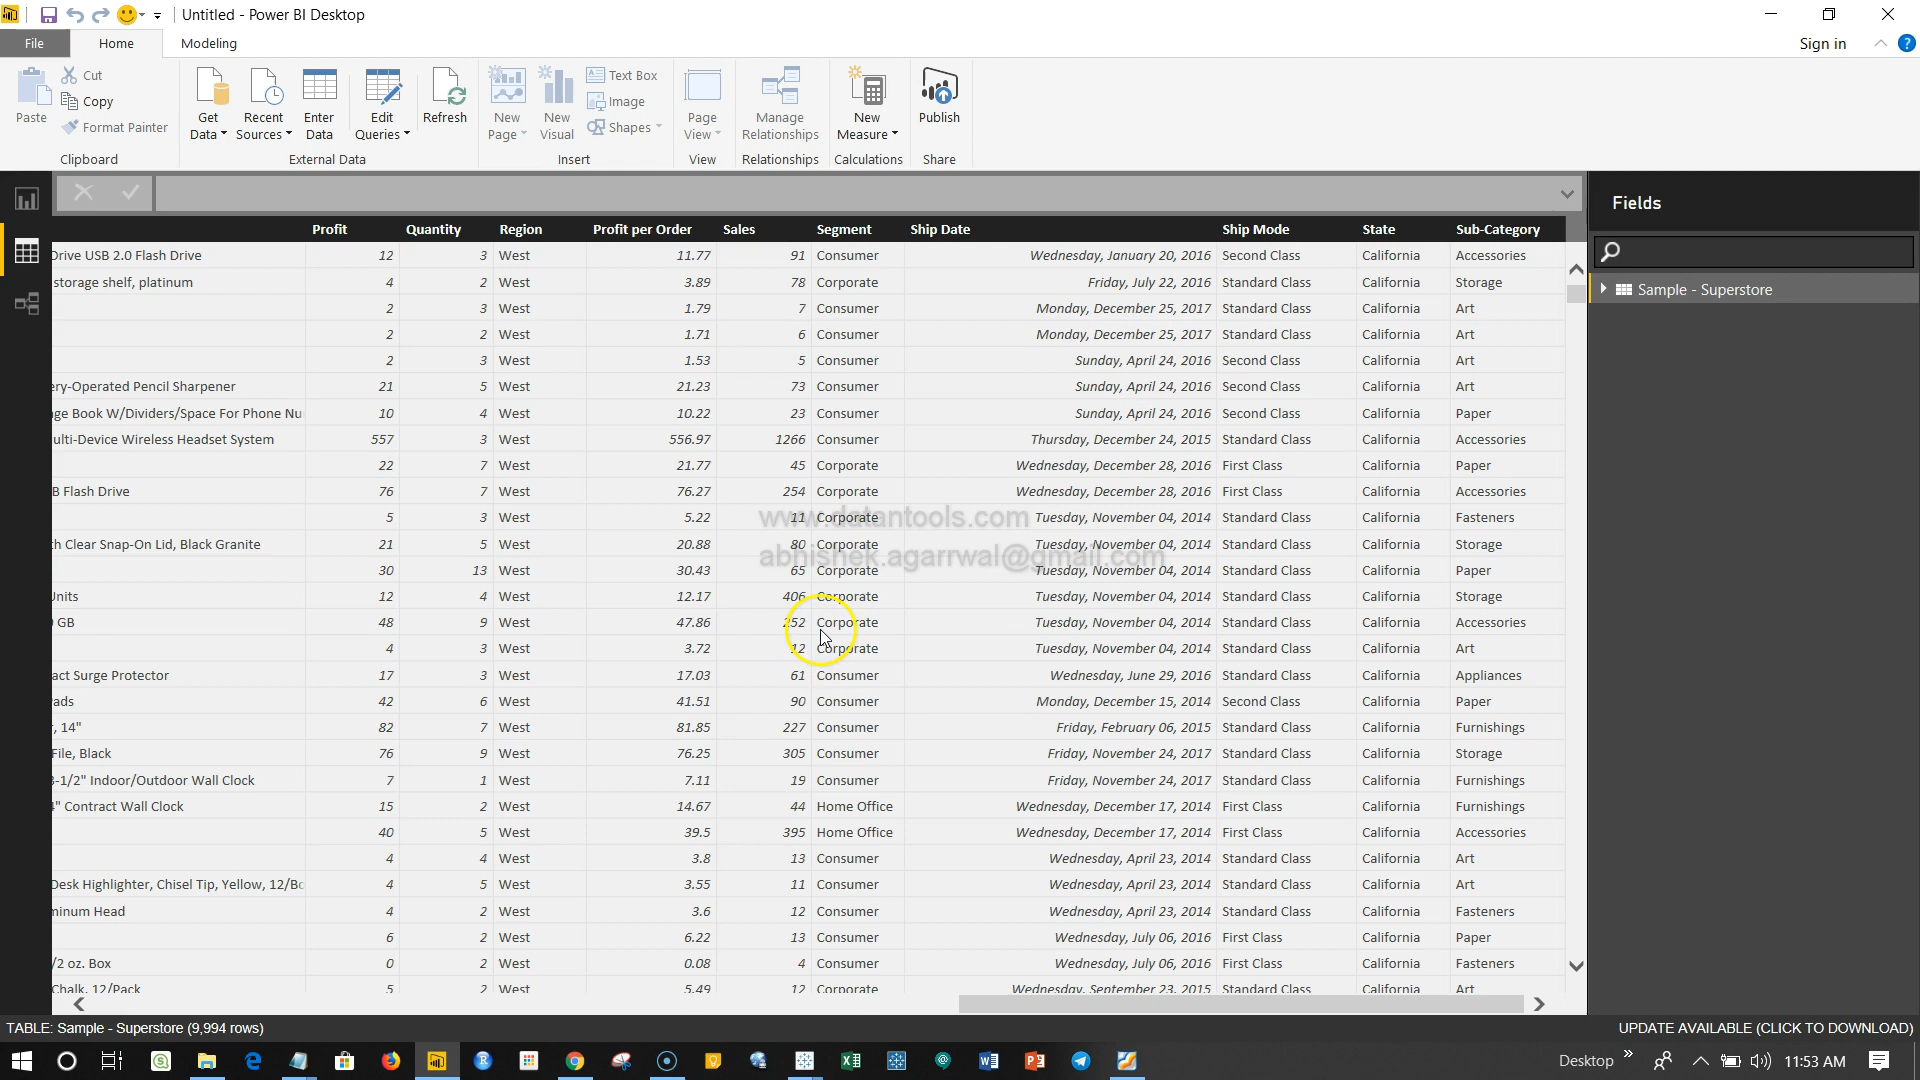 Untitled - Power BI Desktop
File Home Modeling Sign in
Paste
Cut
Copy
Format Painter
Clipboard
Get Data
Recent Sources
Enter Data
Edit Queries
Refresh
External Data
New Page
New Visual
Text Box
Image
Shapes
Insert
Page View
View
Manage Relationships
Relationships
New Measure
Calculations
Publish
Share
Fields
Sample - Superstore
Profit Quantity Region Profit per Order Sales Segment Ship Date Ship Mode State Sub-Category
Drive USB 2.0 Flash Drive 12 3 West 11.77 91 Consumer Wednesday, January 20, 2016 Second Class California Accessories
storage shelf, platinum 4 2 West 3.89 78 Corporate Friday, July 22, 2016 Standard Class California Storage
2 3 West 1.79 7 Consumer Monday, December 25, 2017 Standard Class California Art
2 2 West 1.71 6 Consumer Monday, December 25, 2017 Standard Class California Art
2 3 West 1.53 5 Consumer Sunday, April 24, 2016 Second Class California Art
ery-Operated Pencil Sharpener 21 5 West 21.23 73 Consumer Sunday, April 24, 2016 Second Class California Art
ge Book W/Dividers/Space For Phone Nu 10 4 West 10.22 23 Consumer Sunday, April 24, 2016 Second Class California Paper
ulti-Device Wireless Headset System 557 3 West 556.97 1266 Consumer Thursday, December 24, 2015 Standard Class California Accessories
22 7 West 21.77 45 Corporate Wednesday, December 28, 2016 First Class California Paper
B Flash Drive 76 7 West 76.27 254 Corporate Wednesday, December 28, 2016 First Class California Accessories
5 3 West 5.22 11 Corporate Tuesday, November 04, 2014 Standard Class California Fasteners
www.datantools.com
h Clear Snap-On Lid, Black Granite 21 5 West 20.88 80 Corporate Tuesday, November 04, 2014 Standard Class California Storage
abhishek.agarrwal@gmail.com
30 13 West 30.43 65 Corporate Tuesday, November 04, 2014 Standard Class California Paper
Units 12 4 West 12.17 406 Corporate Tuesday, November 04, 2014 Standard Class California Storage
GB 48 9 West 47.86 252 Corporate Tuesday, November 04, 2014 Standard Class California Accessories
4 3 West 3.72 12 Corporate Tuesday, November 04, 2014 Standard Class California Art
act Surge Protector 17 3 West 17.03 61 Consumer Wednesday, June 29, 2016 Standard Class California Appliances
ads 42 6 West 41.51 90 Consumer Monday, December 15, 2014 Second Class California Paper
, 14" 82 7 West 81.85 227 Consumer Friday, February 06, 2015 Standard Class California Furnishings
File, Black 76 9 West 76.25 305 Consumer Friday, November 24, 2017 Standard Class California Storage
-1/2" Indoor/Outdoor Wall Clock 7 1 West 7.11 19 Consumer Friday, November 24, 2017 Standard Class California Furnishings
" Contract Wall Clock 15 2 West 14.67 44 Home Office Wednesday, December 17, 2014 First Class California Furnishings
40 5 West 39.5 395 Home Office Wednesday, December 17, 2014 First Class California Accessories
4 4 West 3.8 13 Consumer Wednesday, April 23, 2014 Standard Class California Art
Desk Highlighter, Chisel Tip, Yellow, 12/Bo 4 5 West 3.55 11 Consumer Wednesday, April 23, 2014 Standard Class California Art
minum Head 4 2 West 3.6 12 Consumer Wednesday, April 23, 2014 Standard Class California Fasteners
6 2 West 6.22 13 Consumer Wednesday, July 06, 2016 First Class California Paper
/2 oz. Box 0 2 West 0.08 4 Consumer Wednesday, July 06, 2016 First Class California Fasteners
Chalk, 12/Pack 5 2 West 5.49 12 Corporate Wednesday, September 23, 2015 Standard Class California Art
TABLE: Sample - Superstore (9,994 rows) UPDATE AVAILABLE (CLICK TO DOWNLOAD)
Desktop 11:53 AM